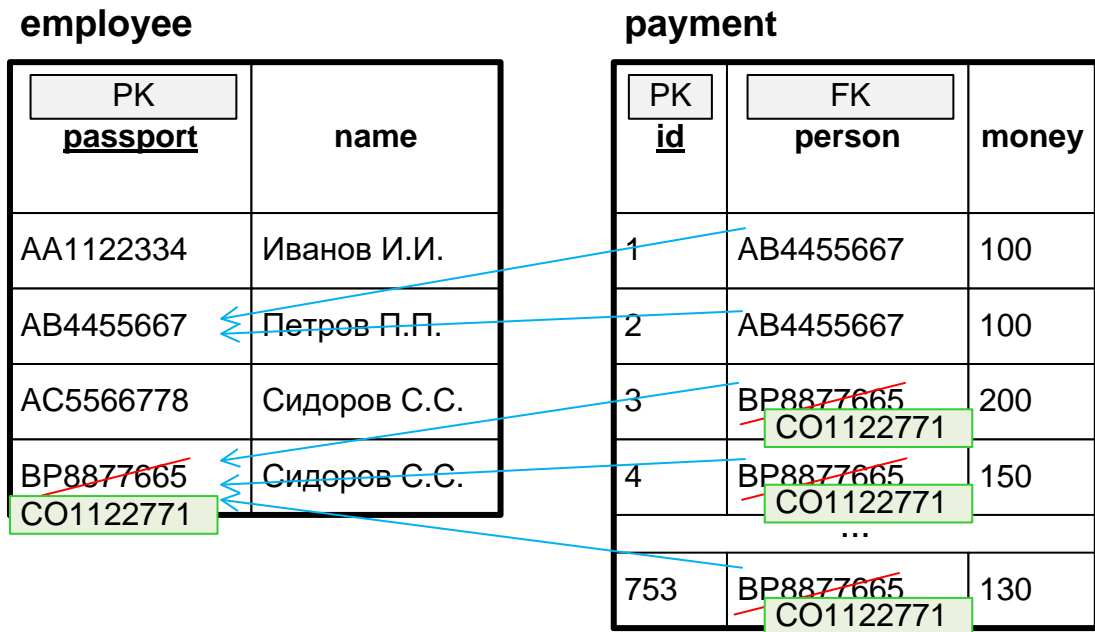 employee
PK
passport
name
AA1122334
Иванов И.И.
AB4455667
Петров П.П.
AC5566778
Сидоров С.С.
BP8877665
Сидоров С.С.
CO1122771
payment
PK
FK
id
person
money
1
AB4455667
100
2
AB4455667
100
3
BP8877665
200
CO1122771
4
BP8877665
150
CO1122771
...
753
BP8877665
130
CO1122771